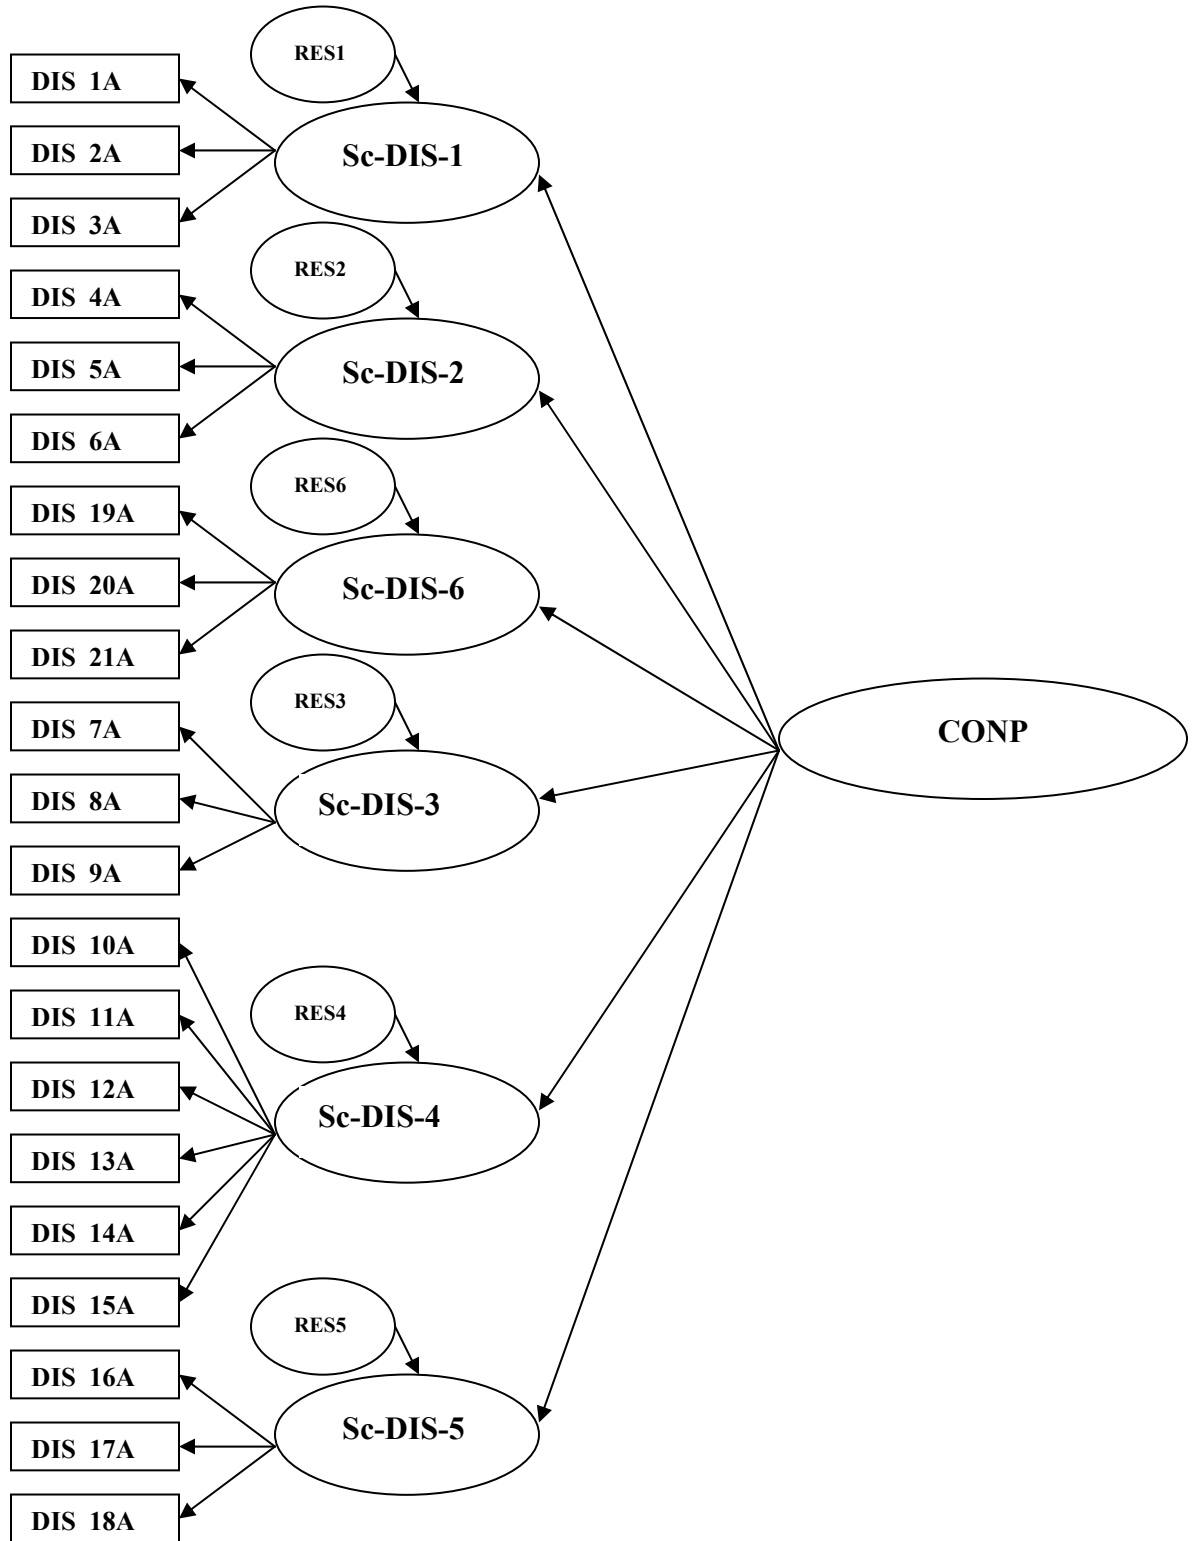 RES1
DIS 1A
DIS 2A
Sc-DIS-1
DIS 3A
RES2
DIS 4A
DIS 5A
Sc-DIS-2
DIS 6A
RES6
DIS 19A
DIS 20A
Sc-DIS-6
DIS 21A
RES3
DIS 7A
CONP
DIS 8A
Sc-DIS-3
DIS 9A
DIS 10A
RES4
DIS 11A
DIS 12A
Sc-DIS-4
DIS 13A
DIS 14A
DIS 15A
RES5
DIS 16A
Sc-DIS-5
DIS 17A
DIS 18A